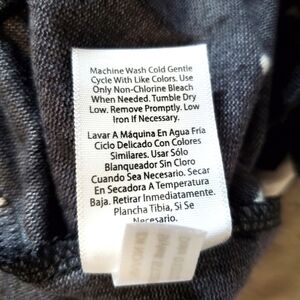 Machine Wash Cold Gentle
Cycle With Like Colors. Use
Only Non-Chlorine Bleach
When Needed. Tumble Dry
Low. Remove Promptly. Low
Iron If Necessary.
Lavar A Máquina En Agua Fria
Ciclo Delicado Con Colores
Similares. Usar Sólo
Blanqueador Sin Cloro
Cuando Sea Necesario. Secar
En Secadora A Temperatura
Baja. Retirar Inmediatamente.
Plancha Tibia, Si Se
Necesario.